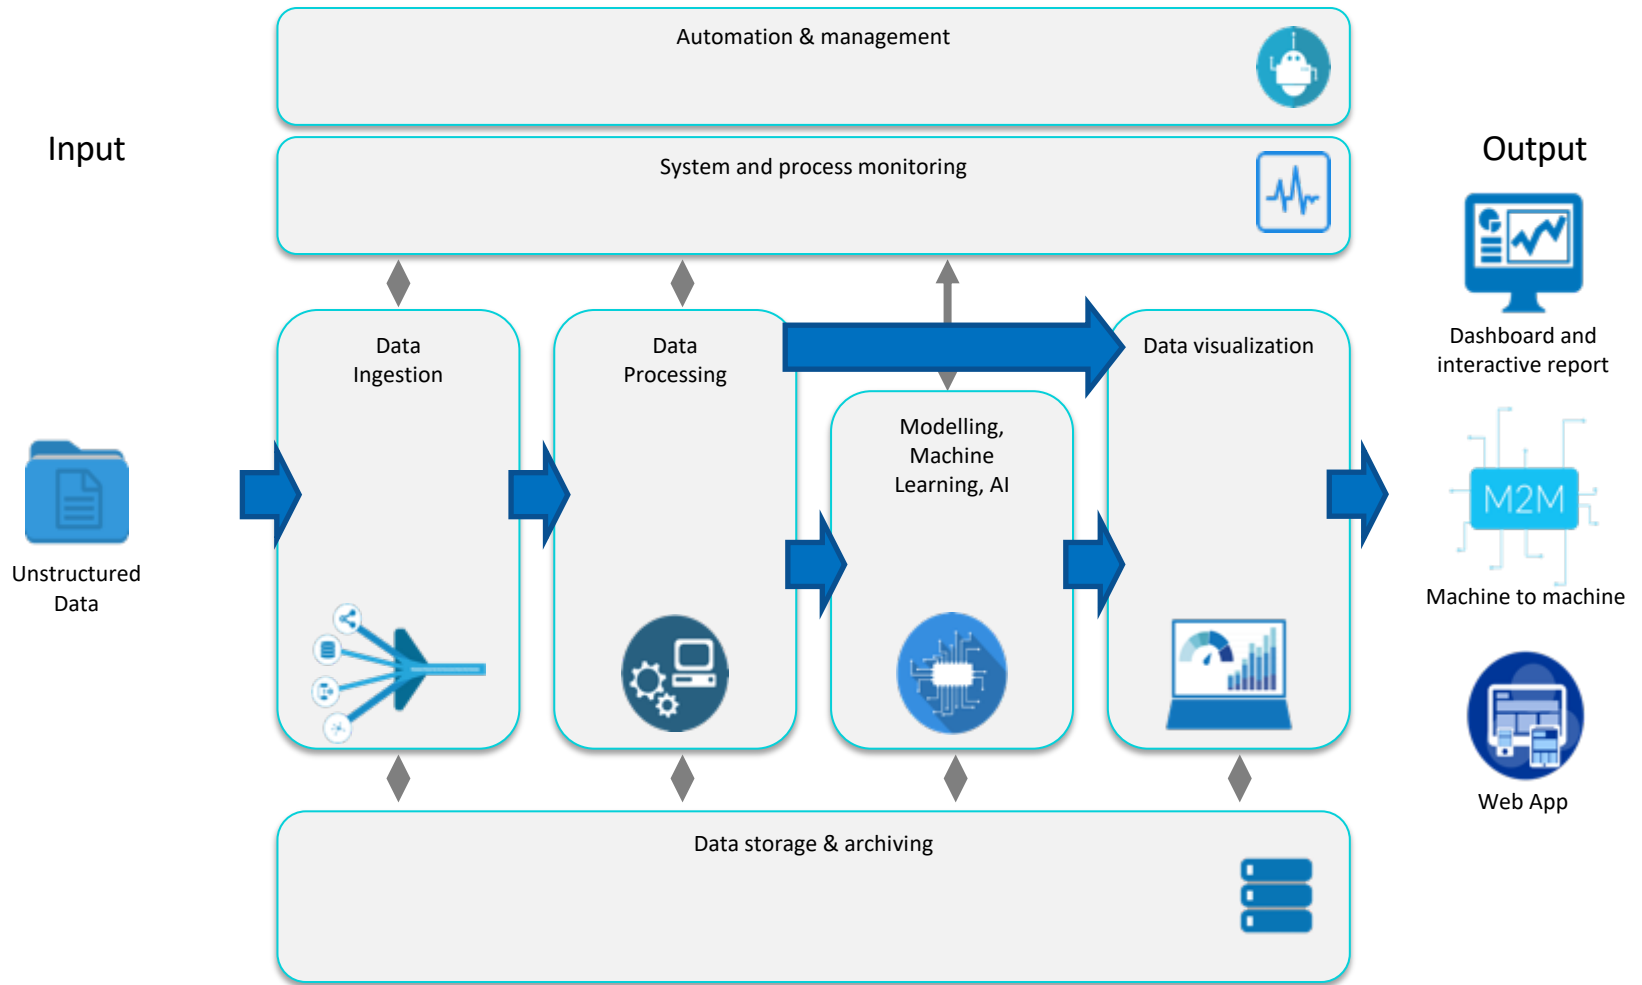 Automation & management
Input
System and process monitoring
Output
Data
Ingestion
Data
Processing
Data visualization
Modelling,
Machine
Learning, AI
Unstructured
Data
Dashboard and
interactive report
M2M
Machine to machine
Web App
Data storage & archiving